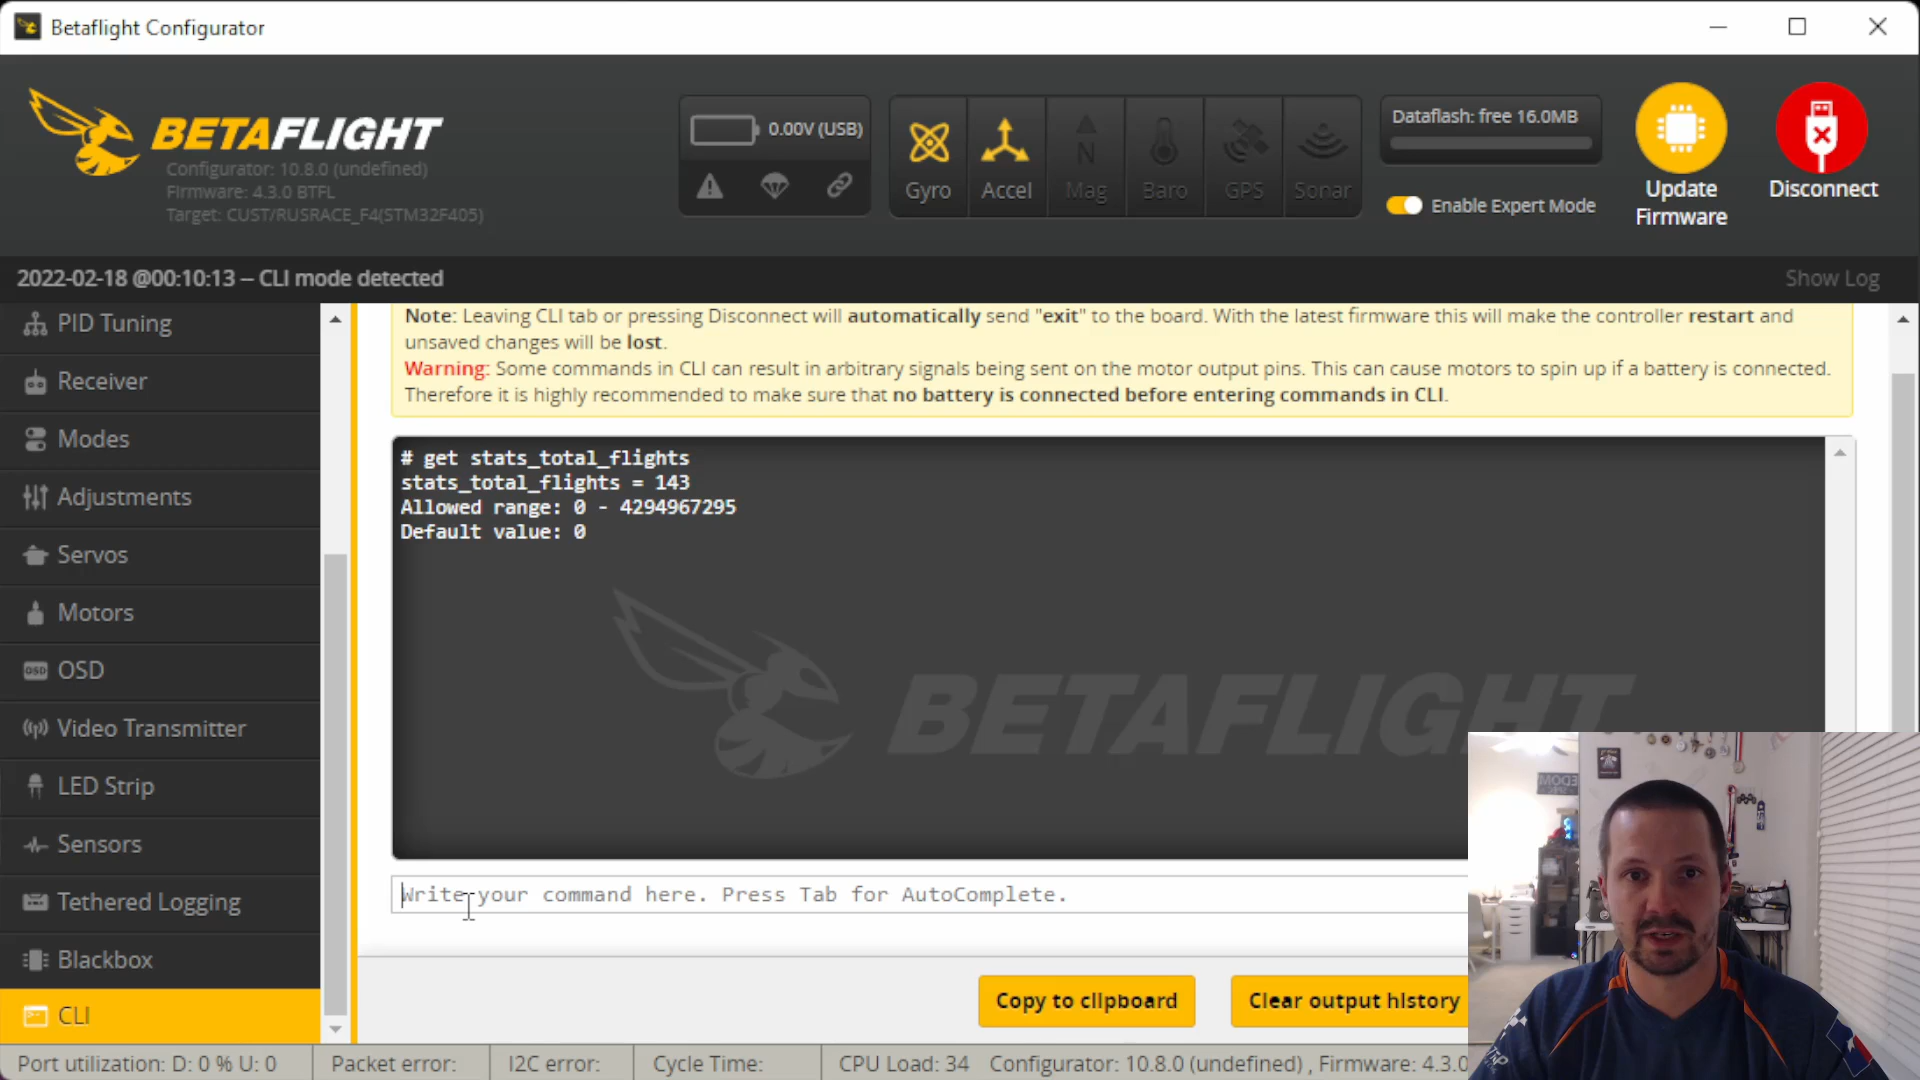 Betaflight Configurator
BETAFLIGHT
Configurator: 10.8.0 (undefined)
Firmware: 4.3.0 BTFL
Target: CUST/RUSRACE_F4(STM32F405)
0.00V (USB)
Gyro
Accel
N
Mag
Baro
GPS
Sonar
Dataflash: free 16.0MB
Enable Expert Mode
Update
Firmware
Disconnect
2022-02-18 @00:10:13 -- CLI mode detected
Show Log
PID Tuning
Receiver
Modes
Adjustments
Servos
Motors
OSD
OSD
Video Transmitter
LED Strip
Sensors
Tethered Logging
Blackbox
CLI
Note: Leaving CLI tab or pressing Disconnect will automatically send "exit" to the board. With the latest firmware this will make the controller restart and
unsaved changes will be lost.
Warning: Some commands in CLI can result in arbitrary signals being sent on the motor output pins. This can cause motors to spin up if a battery is connected.
Therefore it is highly recommended to make sure that no battery is connected before entering commands in CLI.
# get stats_total_flights
stats_total_flights = 143
Allowed range: 0 - 4294967295
Default value: 0
BETAFLIGHT
Write your command here. Press Tab for AutoComplete.
Copy to clipboard
Clear output history
Port utilization: D: 0 % U: 0
Packet error:
I2C error:
Cycle Time:
CPU Load: 34
Configurator: 10.8.0 (undefined) , Firmware: 4.3.0